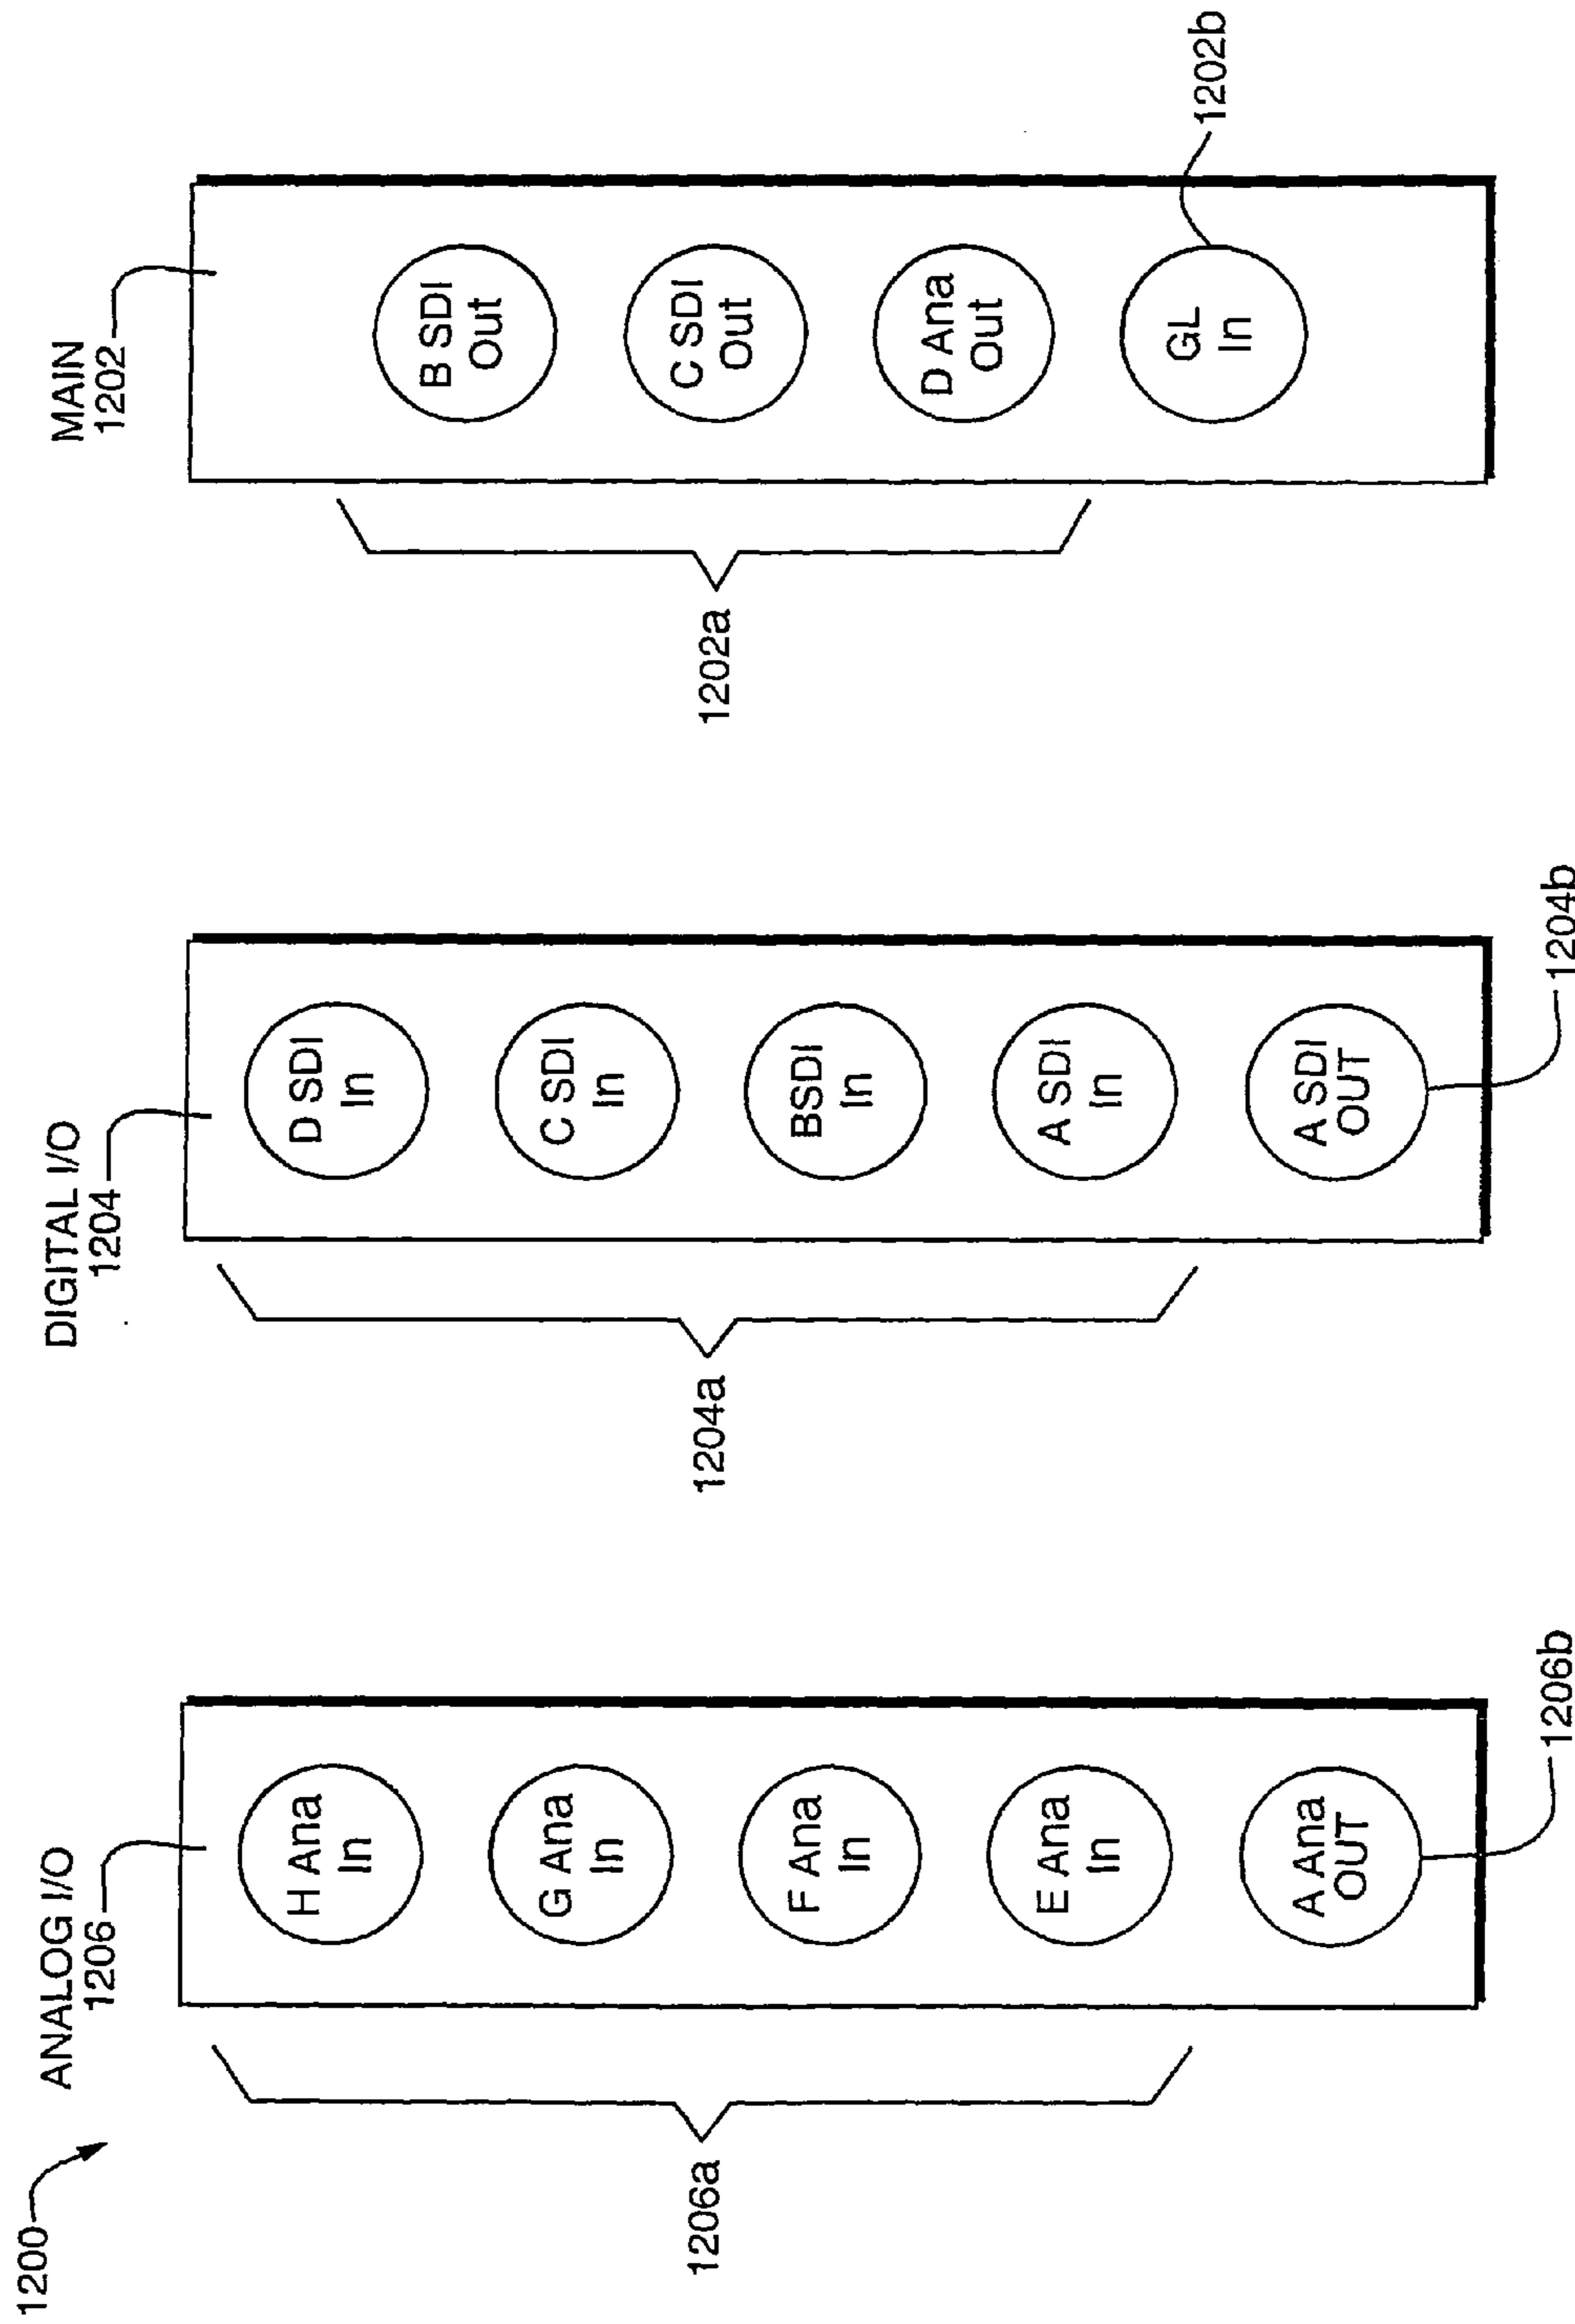 1200
ANALOG I/O
1206
H Ana
In
G Ana
In
F Ana
In
E Ana
In
A Ana
OUT
1206a
1206b
DIGITAL I/O
1204
D SDI
In
C SDI
In
BSDI
In
A SDI
In
A SDI
OUT
1204a
1204b
MAIN
1202
B SDI
Out
C SDI
Out
D Ana
Out
GL
In
1202a
1202b